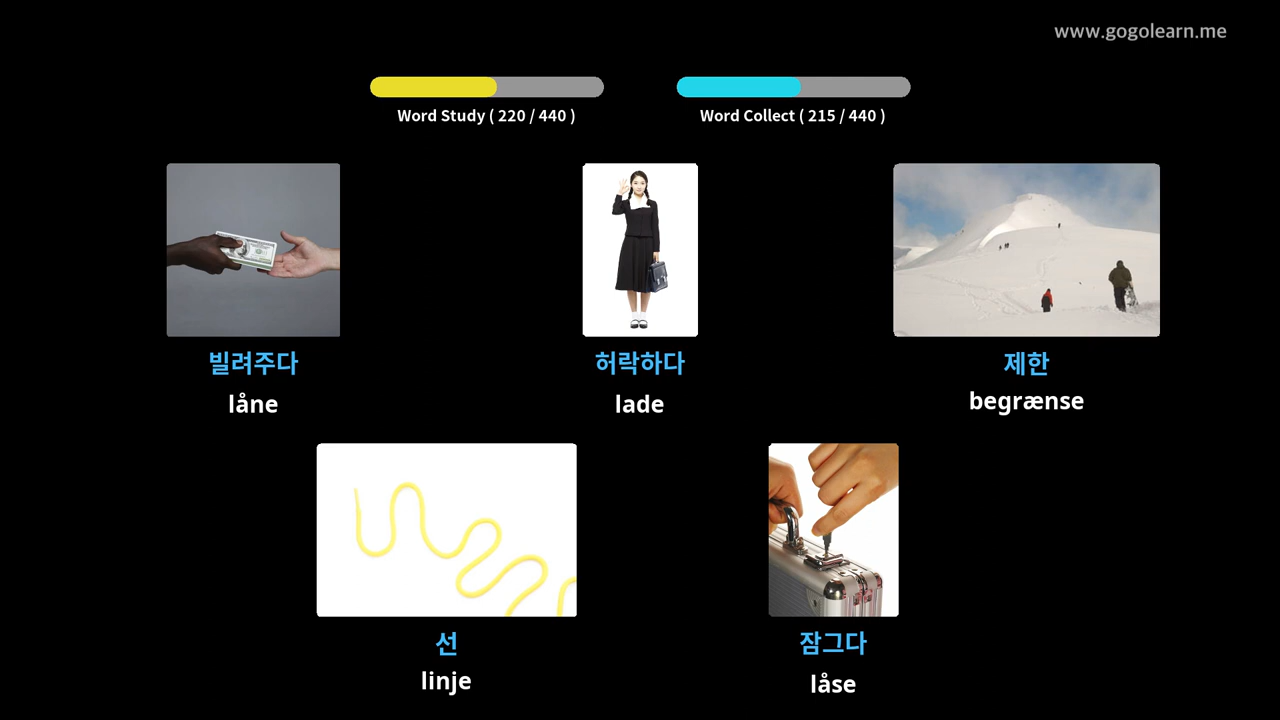 www.gogolearn.me
Word Study ( 220 / 440 )
Word Collect ( 215 / 440 )
빌려주다
låne
허락하다
lade
제한
begrænse
선
linje
잠그다
låse